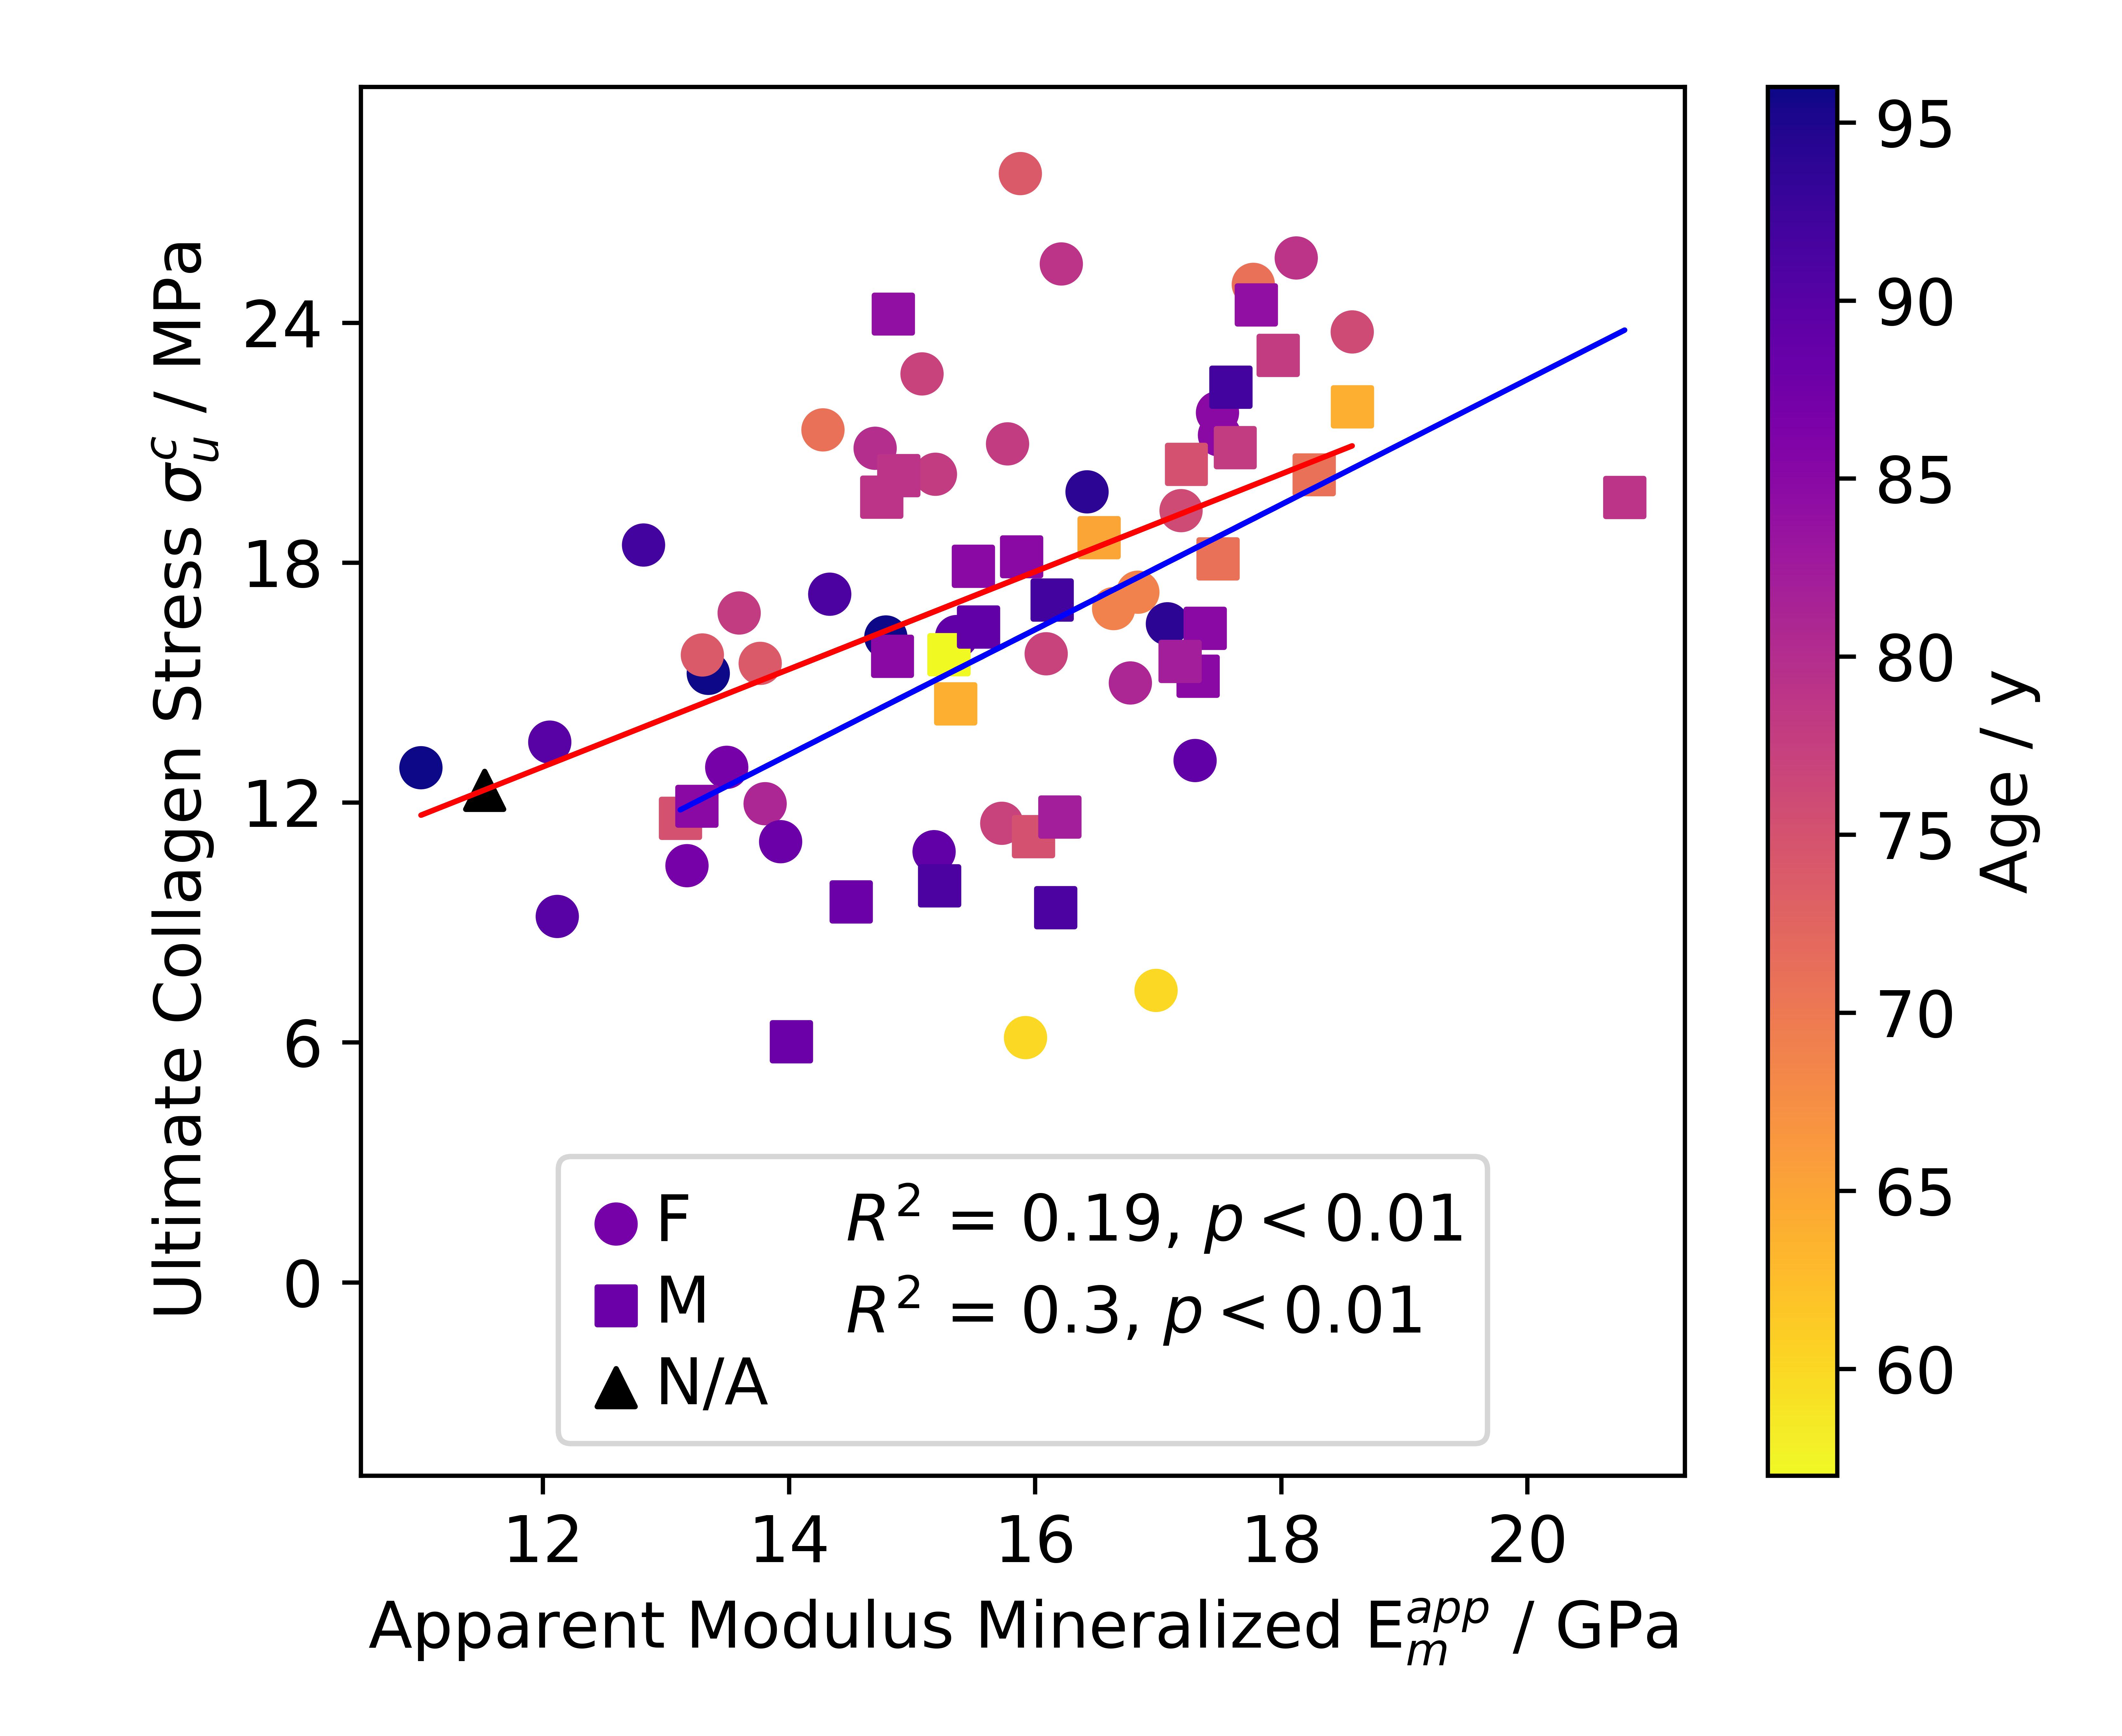 Ultimate Collagen Stress σ_u^c / MPa
24
18
12
6
0
F R² = 0.19, p < 0.01
M R² = 0.3, p < 0.01
N/A
12 14 16 18 20
Apparent Modulus Mineralized E_m^app / GPa
95
90
85
80
75
70
65
60
Age / y